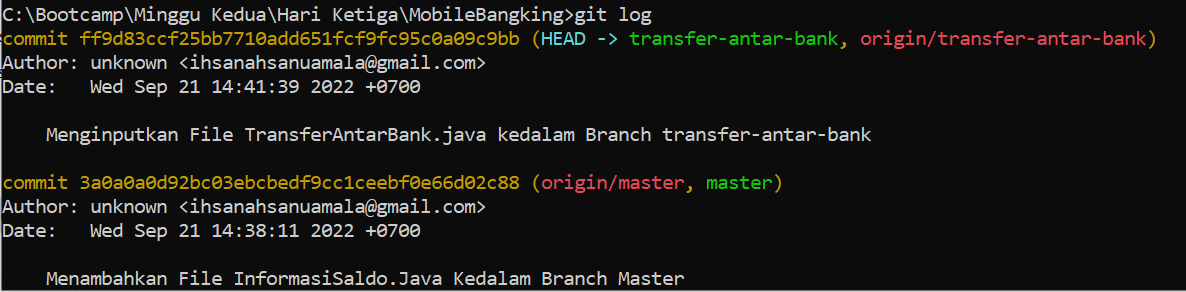 C:\Bootcamp\Minggu Kedua\Hari Ketiga\MobileBangking>git log
commit ff9d83ccf25bb7710add651fcf9fc95c0a09c9bb (HEAD -> transfer-antar-bank, origin/transfer-antar-bank)
Author: unknown <ihsanahsanuamala@gmail.com>
Date:   Wed Sep 21 14:41:39 2022 +0700
    Menginputkan File TransferAntarBank.java kedalam Branch transfer-antar-bank
commit 3a0a0a0d92bc03ebcbedf9cc1ceebf0e66d02c88 (origin/master, master)
Author: unknown <ihsanahsanuamala@gmail.com>
Date:   Wed Sep 21 14:38:11 2022 +0700
    Menambahkan File InformasiSaldo.Java Kedalam Branch Master